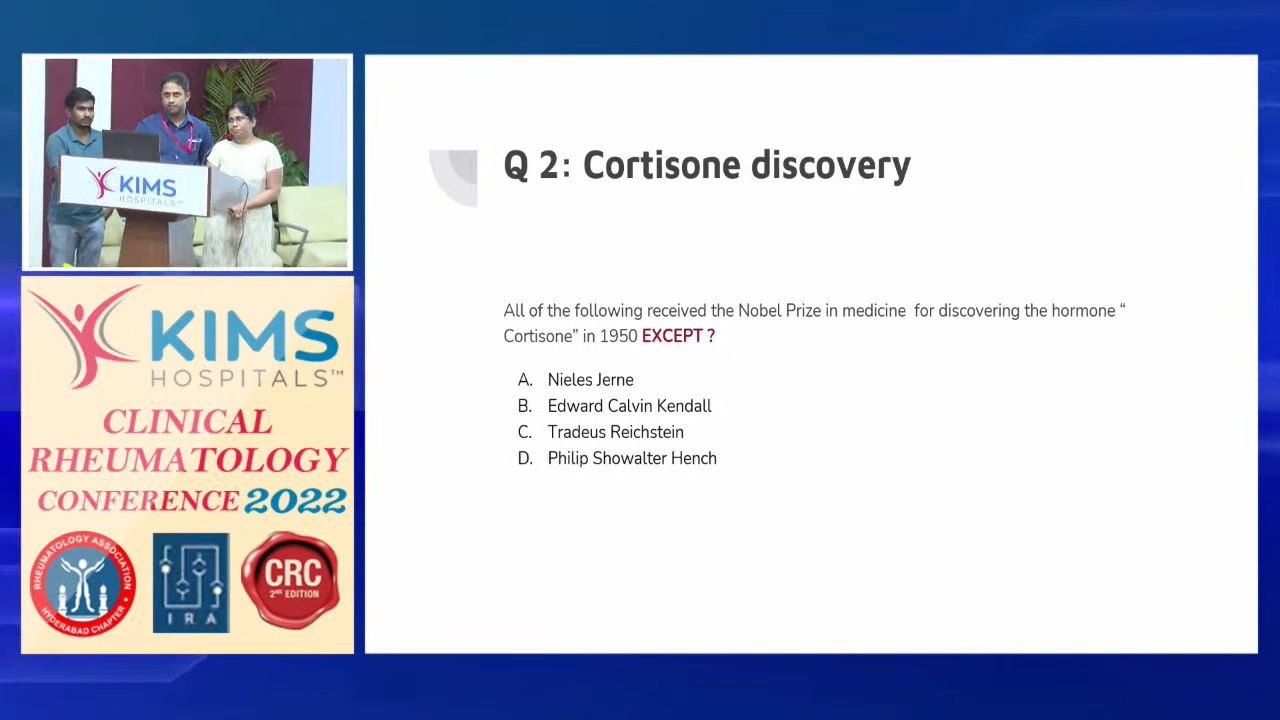 KIMS
HOSPITALS™
KIMS
HOSPITALS™
CLINICAL
RHEUMATOLOGY
CONFERENCE 2022
RHEUMATOLOGY ASSOCIATION
HYDERABAD CHAPTER
IRA
CRC
2ND EDITION
Q 2: Cortisone discovery
All of the following received the Nobel Prize in medicine for discovering the hormone “
Cortisone” in 1950 EXCEPT ?
A. Nieles Jerne
B. Edward Calvin Kendall
C. Tradeus Reichstein
D. Philip Showalter Hench